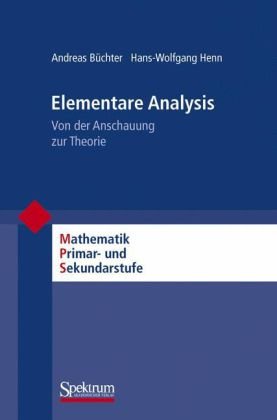 Andreas Büchter Hans-Wolfgang Henn
Elementare Analysis
Von der Anschauung
zur Theorie
Mathematik
Primar- und
Sekundarstufe
Spektrum
AKADEMISCHER VERLAG